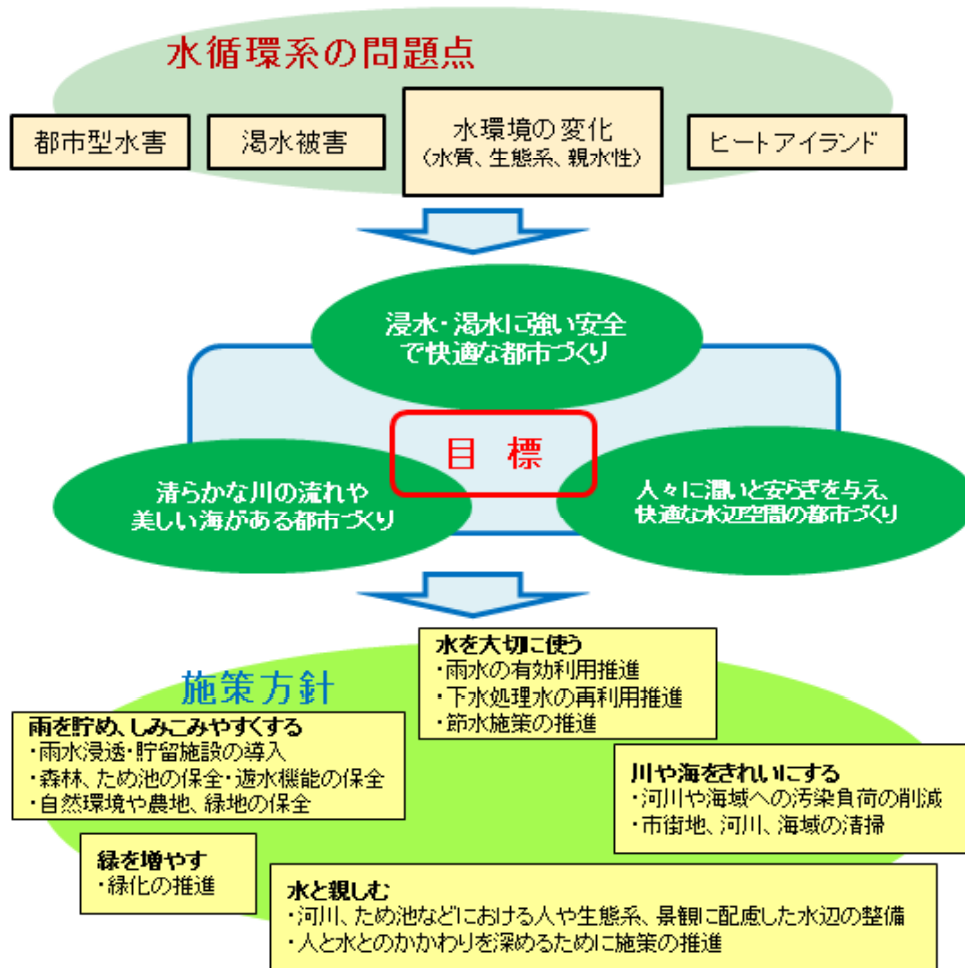 水循環系の問題点
都市型水害
渇水被害
水環境の変化
(水質、生態系、親水性)
ヒートアイランド
浸水・渇水に強い安全
で快適な都市づくり
目 標
清らかな川の流れや
美しい海がある都市づくり
人々に潤いと安らぎを与え、
快適な水辺空間の都市づくり
施策方針
水を大切に使う
・雨水の有効利用推進
・下水処理水の再利用推進
・節水施策の推進
雨を貯め、しみこみやすくする
・雨水浸透・貯留施設の導入
・森林、ため池の保全・遊水機能の保全
・自然環境や農地、緑地の保全
川や海をきれいにする
・河川や海域への汚染負荷の削減
・市街地、河川、海域の清掃
緑を増やす
・緑化の推進
水と親しむ
・河川、ため池などにおける人や生態系、景観に配慮した水辺の整備
・人と水とのかかわりを深めるために施策の推進